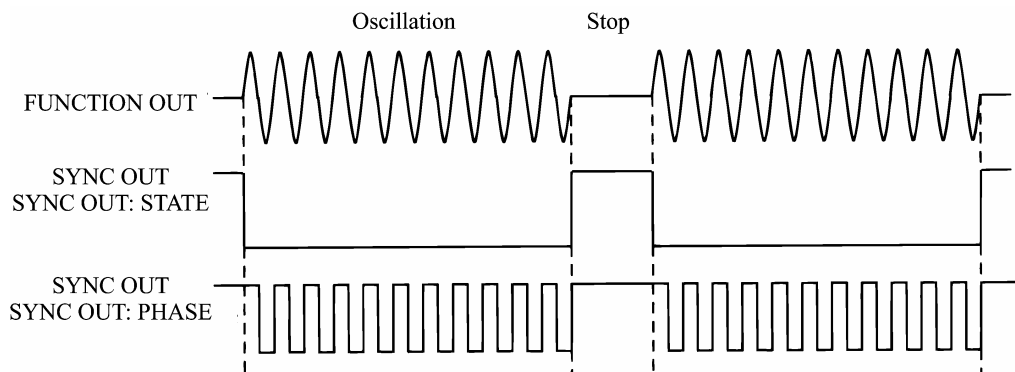 Oscillation Stop
FUNCTION OUT
SYNC OUT
SYNC OUT: STATE
SYNC OUT
SYNC OUT: PHASE